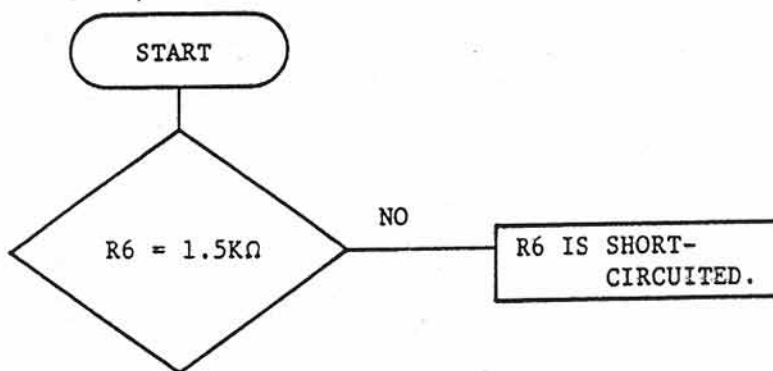 START
R6 = 1.5KΩ
NO
R6 IS SHORT-
CIRCUITED.